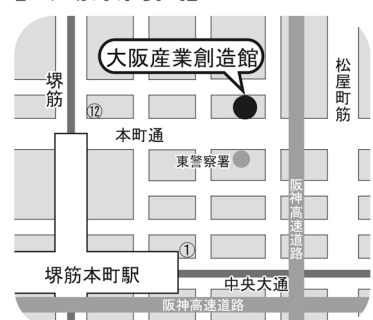 大阪産業創造館
堺筋
松屋町筋
⑫
本町通
東警察署
阪神高速道路
①
堺筋本町駅
中央大通
阪神高速道路